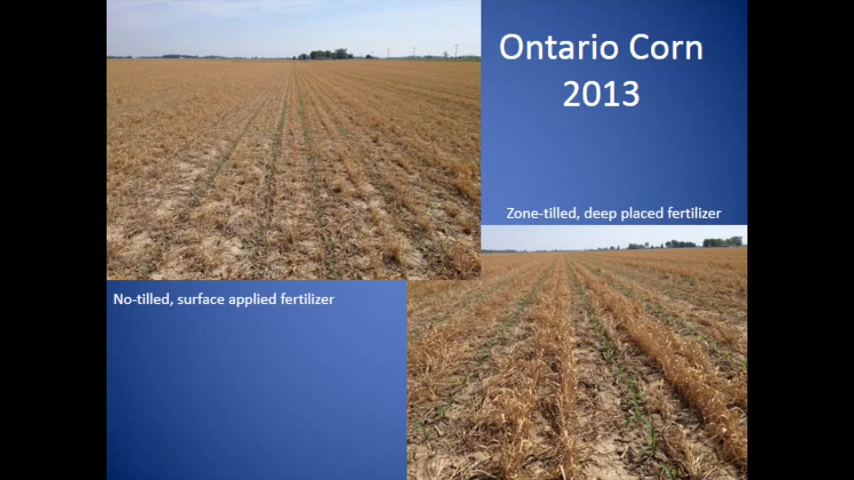 Ontario Corn
2013
Zone-tilled, deep placed fertilizer
No-tilled, surface applied fertilizer